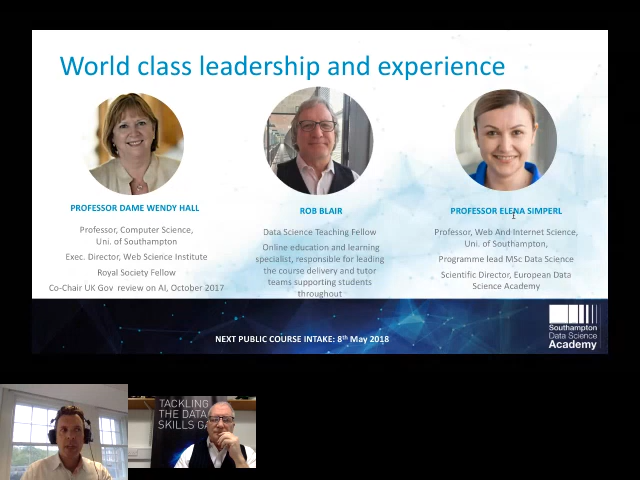 World class leadership and experience
PROFESSOR DAME WENDY HALL
Professor, Computer Science,
Uni. of Southampton
Exec. Director, Web Science Institute
Royal Society Fellow
Co-Chair UK Gov review on AI, October 2017
ROB BLAIR
Data Science Teaching Fellow
Online education and learning
specialist, responsible for leading
the course delivery and tutor
teams supporting students
throughout
PROFESSOR ELENA SIMPERL
Professor, Web And Internet Science,
Uni. of Southampton,
Programme lead MSc Data Science
Scientific Director, European Data
Science Academy
NEXT PUBLIC COURSE INTAKE: 8th May 2018
Southampton
Data Science
Academy
TACKLING
THE DATA
SKILLS